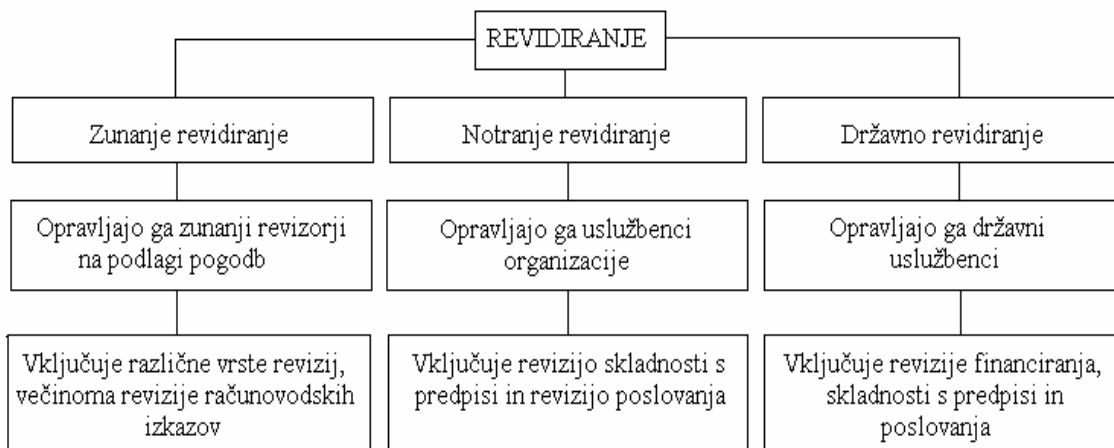 REVIDIRANJE
Zunanje revidiranje
Notranje revidiranje
Državno revidiranje
Opravljajo ga zunanji revizorji
na podlagi pogodb
Opravljajo ga uslužbenci
organizacije
Opravljajo ga državni
uslužbenci
Vključuje različne vrste revizij,
večinoma revizije računovodskih
izkazov
Vključuje revizijo skladnosti s
predpisi in revizijo poslovanja
Vključuje revizije financiranja,
skladnosti s predpisi in
poslovanja